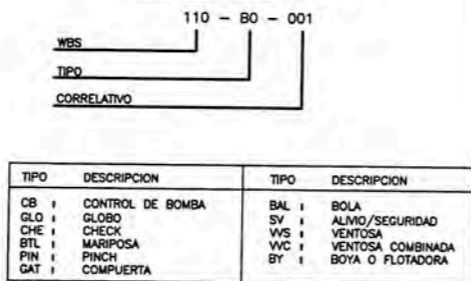 110 - BO - 001
WBS
TIPO
CORRELATIVO
TIPO DESCRIPCION TIPO DESCRIPCION
CB : CONTROL DE BOMBA BAL : BOLA
GLO : GLOBO SV : ALIVIO/SEGURIDAD
CHE : CHECK VVS : VENTOSA
BTL : MARIPOSA VVC : VENTOSA COMBINADA
PIN : PINCH BY : BOYA O FLOTADORA
GAT : COMPUERTA